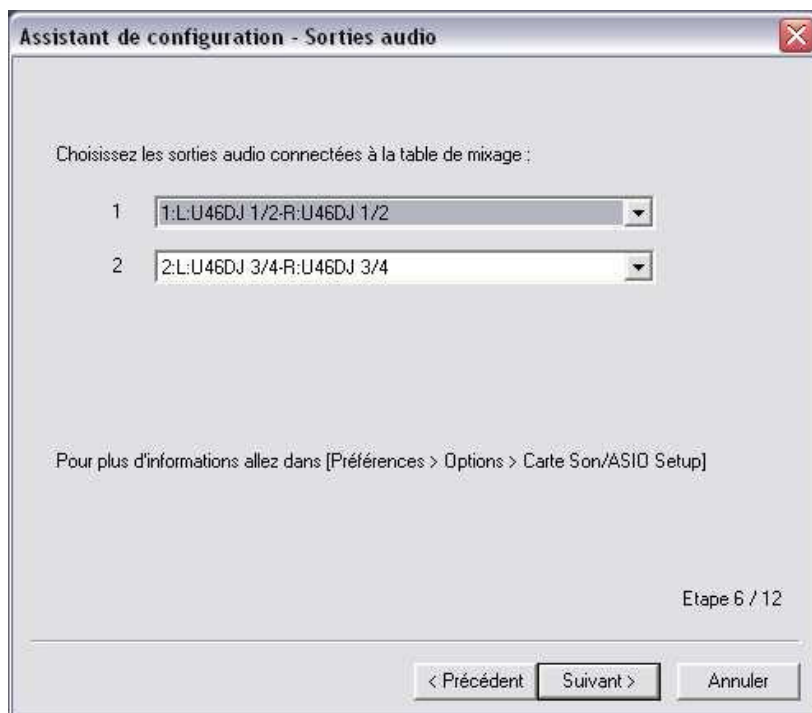 Assistant de configuration - Sorties audio
Choisissez les sorties audio connectées à la table de mixage :
1 1:L:U46DJ 1/2-R:U46DJ 1/2
2 2:L:U46DJ 3/4-R:U46DJ 3/4
Pour plus d'informations allez dans [Préférences > Options > Carte Son/ASIO Setup]
Etape 6 / 12
< Précédent Suivant > Annuler